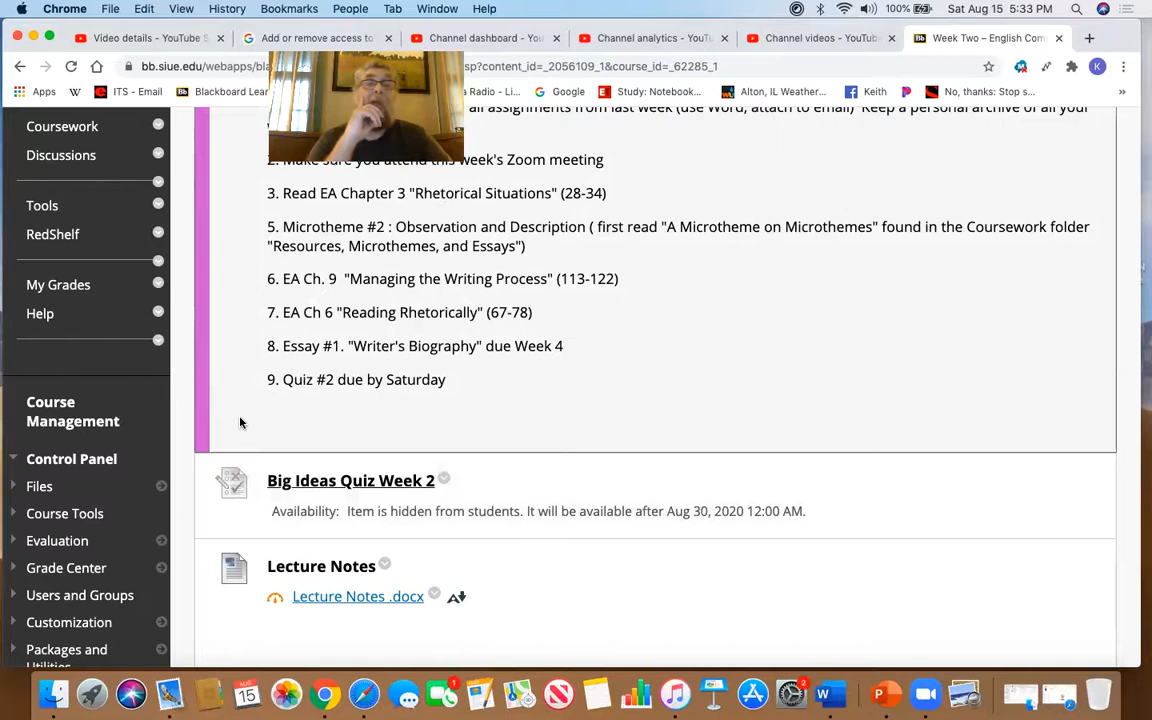 Chrome File Edit View History Bookmarks People Tab Window Help 100% Sat Aug 15 5:33 PM
Video details - YouTube S
Add or remove access to
Channel dashboard - You
Channel analytics - YouTu
Channel videos - YouTub
Week Two – English Com
bb.siue.edu/webapps/bla sp?content_id=_2056109_1&course_id=_62285_1
Apps ITS - Email Blackboard Lear a Radio - Li... Google Study: Notebook... Alton, IL Weather... Facebook Keith No, thanks: Stop s...
all assignments from last week (use Word, attach to email) Keep a personal archive of all your
2. Make sure you attend this week's Zoom meeting
3. Read EA Chapter 3 "Rhetorical Situations" (28-34)
5. Microtheme #2 : Observation and Description ( first read "A Microtheme on Microthemes" found in the Coursework folder
"Resources, Microthemes, and Essays")
6. EA Ch. 9 "Managing the Writing Process" (113-122)
7. EA Ch 6 "Reading Rhetorically" (67-78)
8. Essay #1. "Writer's Biography" due Week 4
9. Quiz #2 due by Saturday
Big Ideas Quiz Week 2
Availability: Item is hidden from students. It will be available after Aug 30, 2020 12:00 AM.
Lecture Notes
Lecture Notes .docx
Coursework
Discussions
Tools
RedShelf
My Grades
Help
Course
Management
Control Panel
Files
Course Tools
Evaluation
Grade Center
Users and Groups
Customization
Packages and
Utilities